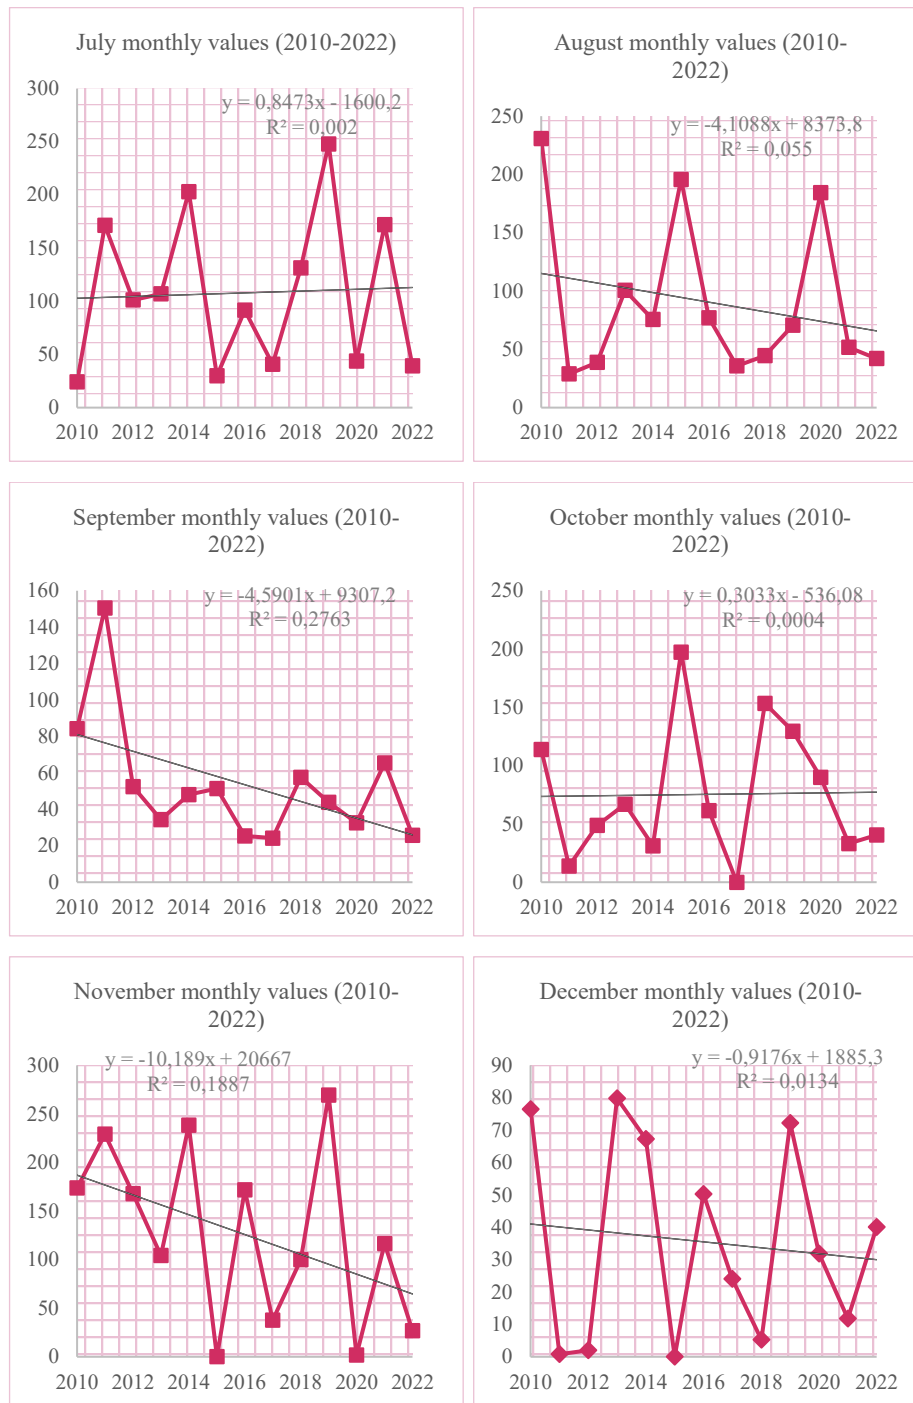 July monthly values (2010-2022)
y = 0,8473x - 1600,2
R² = 0,002
300
250
200
150
100
50
0
2010 2012 2014 2016 2018 2020 2022
August monthly values (2010-
2022)
y = -4,1088x + 8373,8
R² = 0,055
250
200
150
100
50
0
2010 2012 2014 2016 2018 2020 2022
September monthly values (2010-
2022)
y = -4,5901x + 9307,2
R² = 0,2763
160
140
120
100
80
60
40
20
0
2010 2012 2014 2016 2018 2020 2022
October monthly values (2010-
2022)
y = 0,3033x - 536,08
R² = 0,0004
250
200
150
100
50
0
2010 2012 2014 2016 2018 2020 2022
November monthly values (2010-
2022)
y = -10,189x + 20667
R² = 0,1887
300
250
200
150
100
50
0
2010 2012 2014 2016 2018 2020 2022
December monthly values (2010-
2022)
y = -0,9176x + 1885,3
R² = 0,0134
90
80
70
60
50
40
30
20
10
0
2010 2012 2014 2016 2018 2020 2022